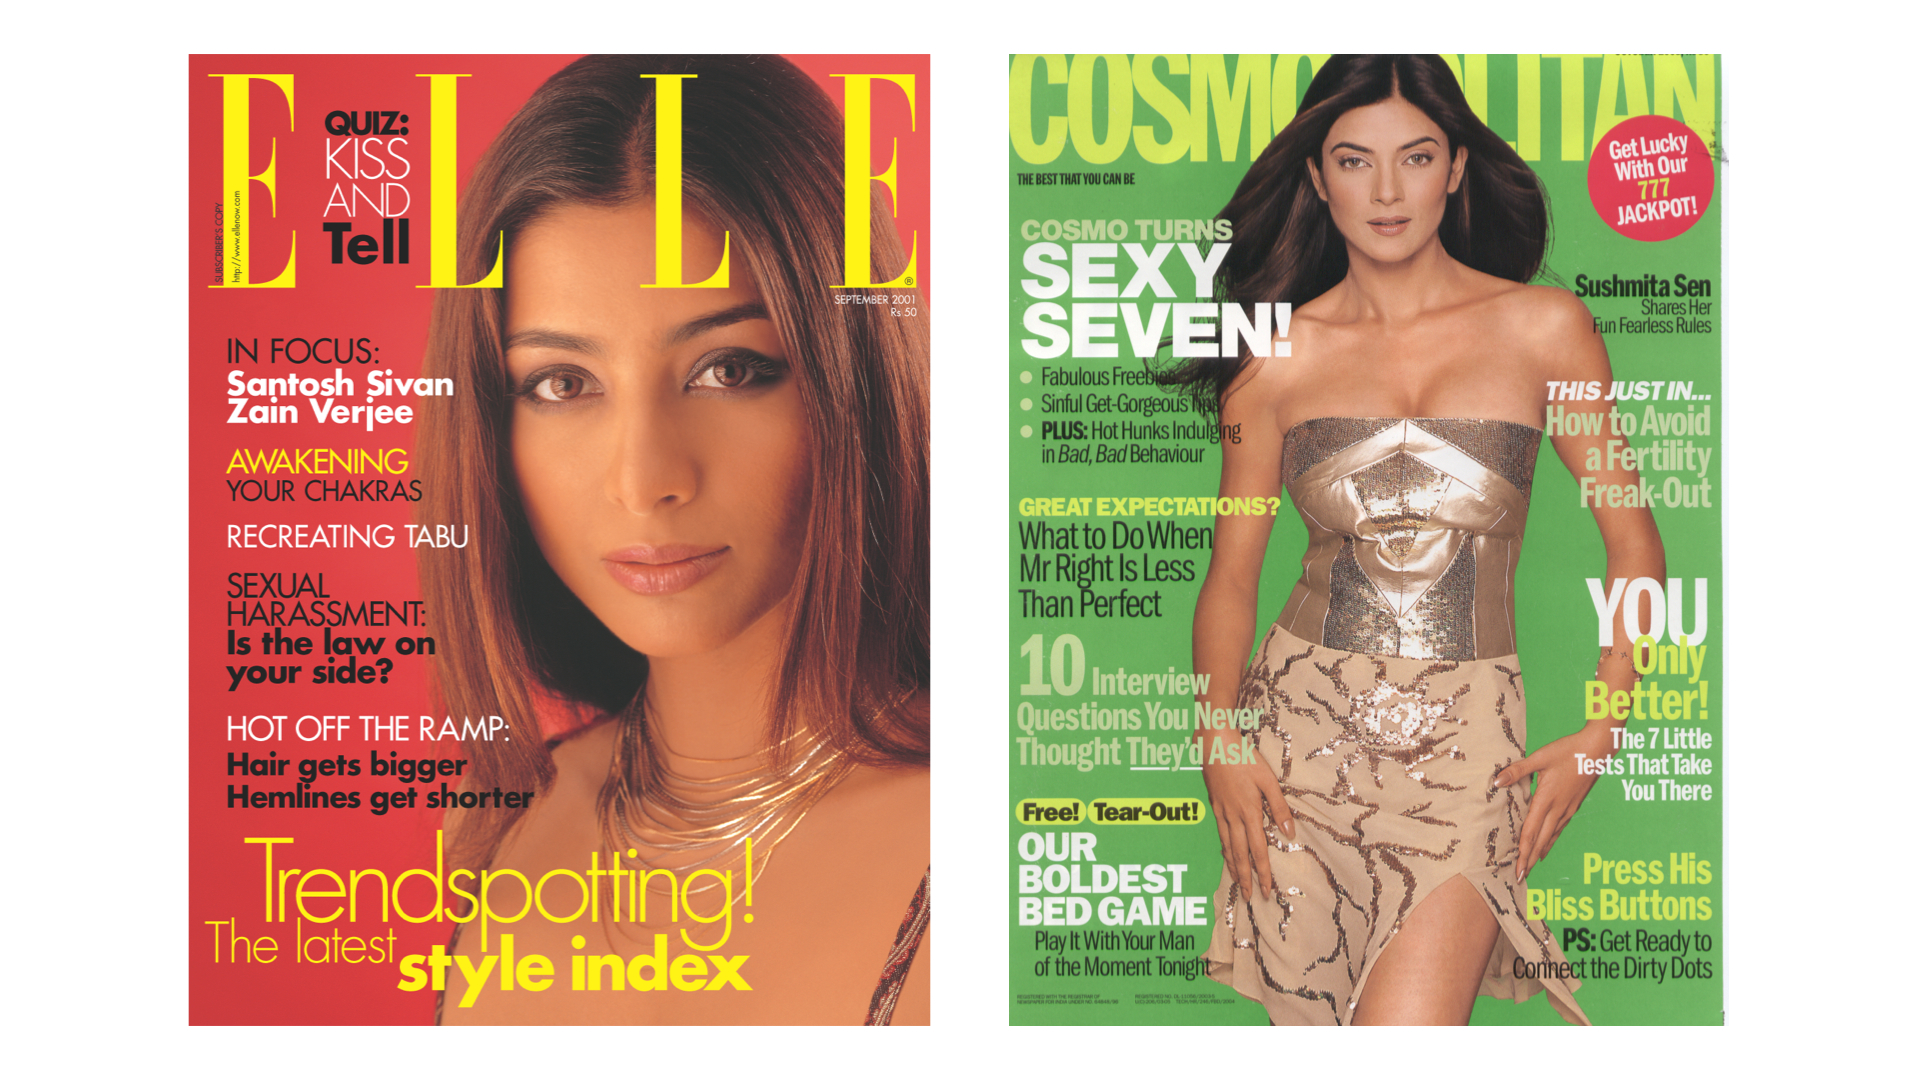 ELLE
QUIZ:
KISS
AND
Tell
SUBSCRIBER'S COPY
http://www.ellenow.com
®
SEPTEMBER 2001
Rs 50
IN FOCUS:
Santosh Sivan
Zain Verjee
AWAKENING
YOUR CHAKRAS
RECREATING TABU
SEXUAL
HARASSMENT:
Is the law on
your side?
HOT OFF THE RAMP:
Hair gets bigger
Hemlines get shorter
Trendspotting!
The latest
style index
COSMOPOLITAN
THE BEST THAT YOU CAN BE
Get Lucky
With Our
777
JACKPOT!
COSMO TURNS
SEXY
SEVEN!
Fabulous Freebies
Sinful Get-Gorgeous Tips
PLUS: Hot Hunks Indulging
in Bad, Bad Behaviour
GREAT EXPECTATIONS?
What to Do When
Mr Right Is Less
Than Perfect
10 Interview
Questions You Never
Thought They'd Ask
Free! Tear-Out!
OUR
BOLDEST
BED GAME
Play It With Your Man
of the Moment Tonight
Sushmita Sen
Shares Her
Fun Fearless Rules
THIS JUST IN...
How to Avoid
a Fertility
Freak-Out
YOU
Only
Better!
The 7 Little
Tests That Take
You There
Press His
Bliss Buttons
PS: Get Ready to
Connect the Dirty Dots